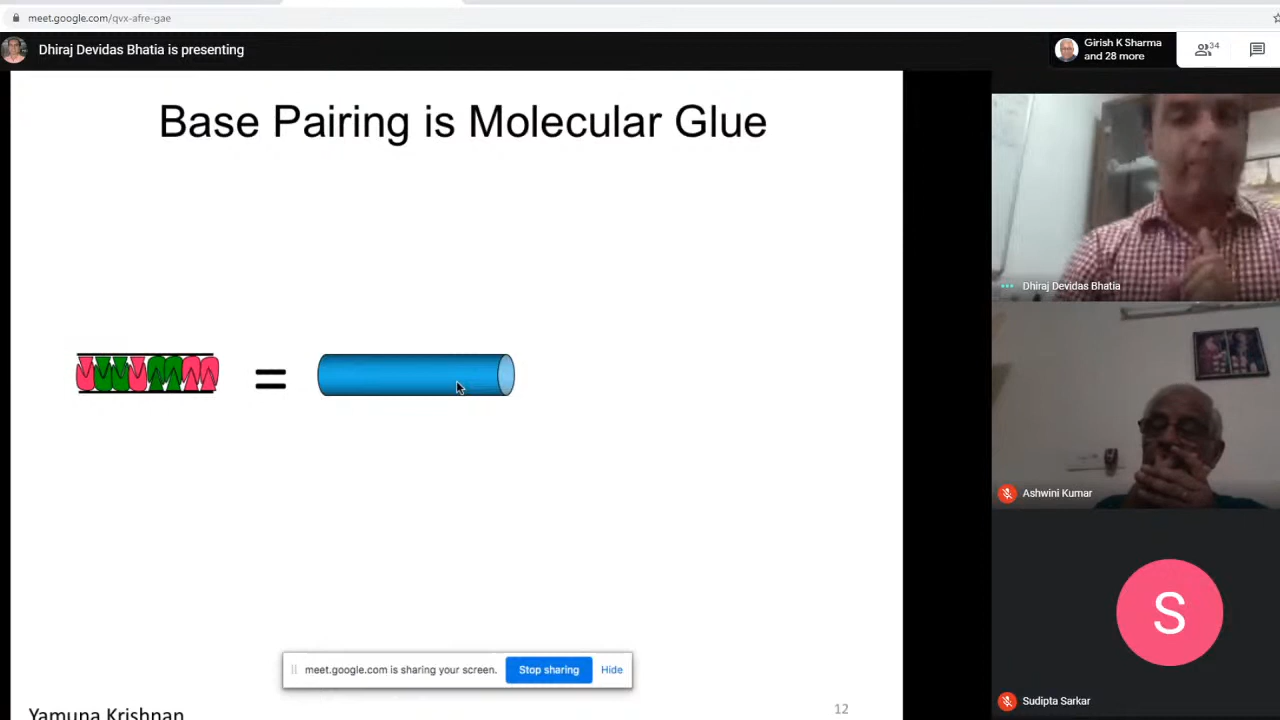 meet.google.com/qvx-afre-gae
Dhiraj Devidas Bhatia is presenting
Girish K Sharma
and 28 more
34
Base Pairing is Molecular Glue
=
Dhiraj Devidas Bhatia
Ashwini Kumar
S
Sudipta Sarkar
meet.google.com is sharing your screen.
Stop sharing
Hide
Yamuna Krishnan
12